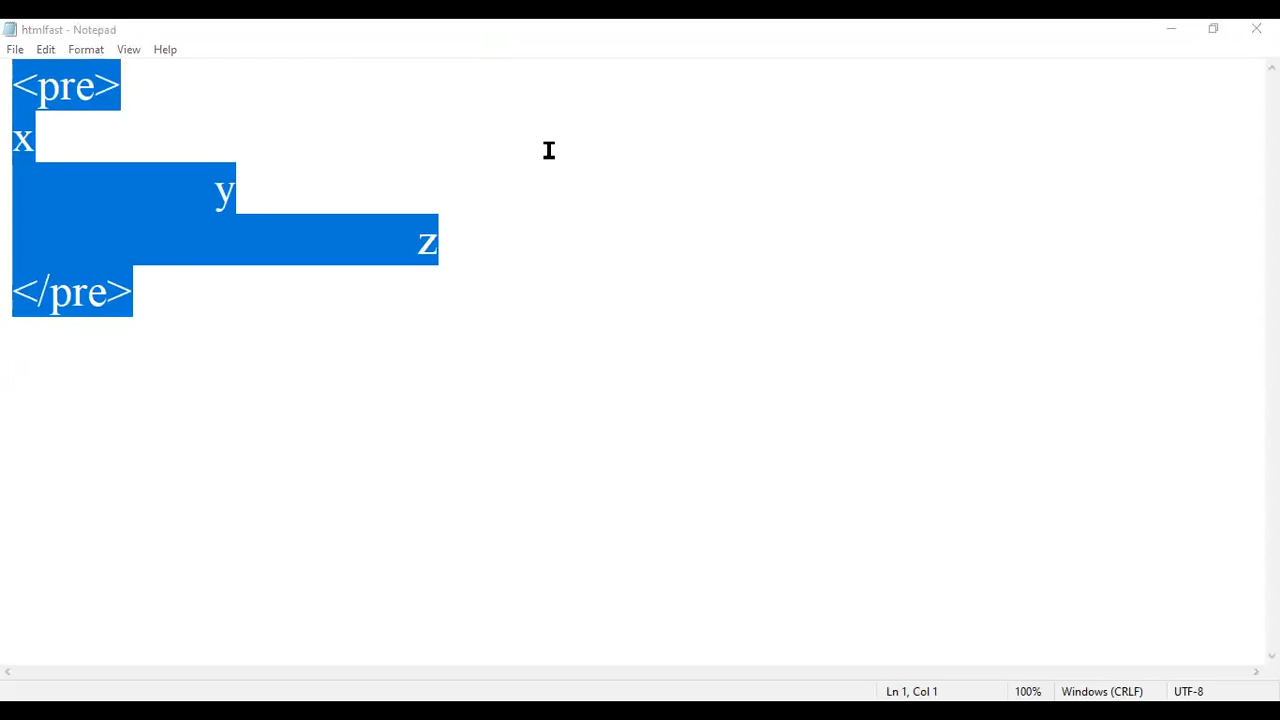 htmlfast - Notepad
File Edit Format View Help
<pre>
x
y
z
</pre>
Ln 1, Col 1 100% Windows (CRLF) UTF-8